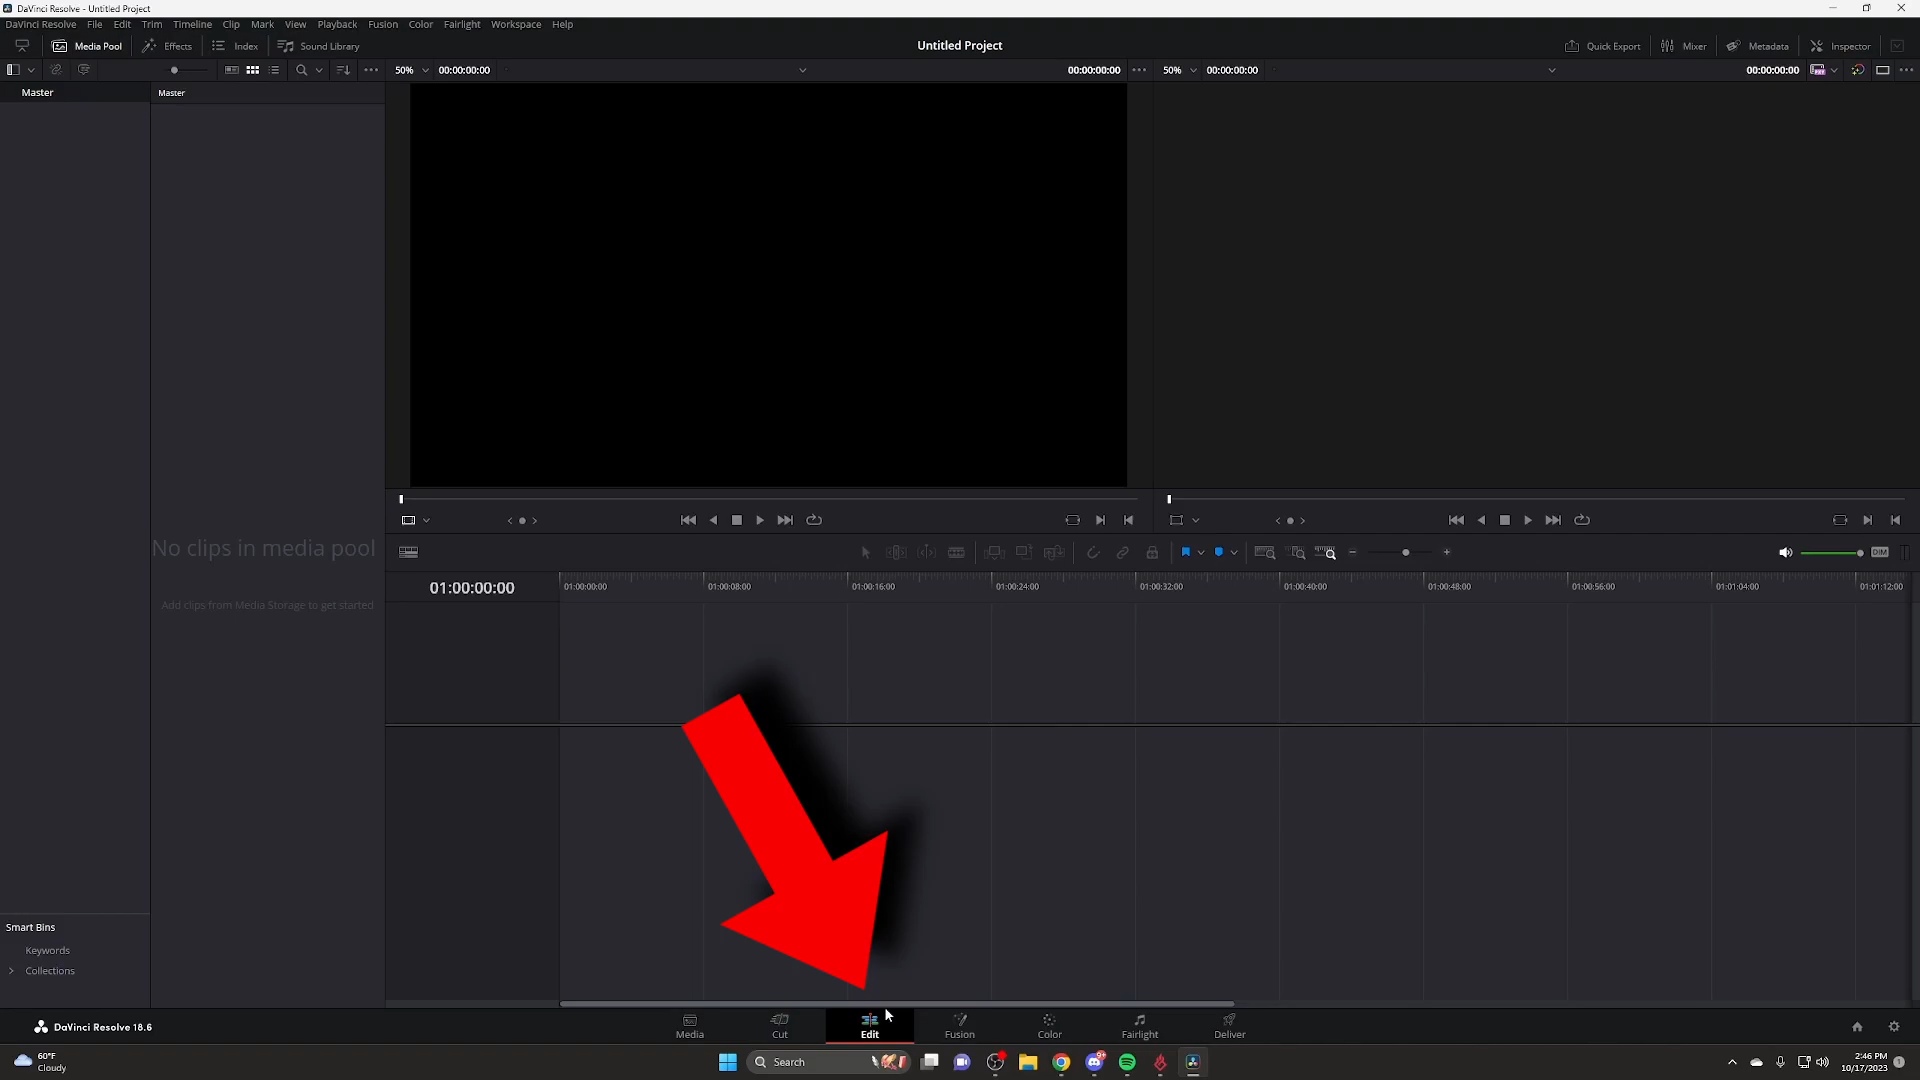 DaVinci Resolve - Untitled Project
DaVinci Resolve File Edit Trim Timeline Clip Mark View Playback Fusion Color Fairlight Workspace Help
Media Pool Effects Index Sound Library Untitled Project Quick Export Mixer Metadata Inspector
50% 00:00:00:00 00:00:00:00 50% 00:00:00:00 00:00:00:00
Master Master
No clips in media pool
Add clips from Media Storage to get started
DIM
01:00:00:00 01:00:00:00 01:00:08:00 01:00:16:00 01:00:24:00 01:00:32:00 01:00:40:00 01:00:48:00 01:00:56:00 01:01:04:00 01:01:12:00
Smart Bins
Keywords
Collections
DaVinci Resolve 18.6 Media Cut Edit Fusion Color Fairlight Deliver
60°F
Cloudy
Search
2:46 PM
10/17/2023